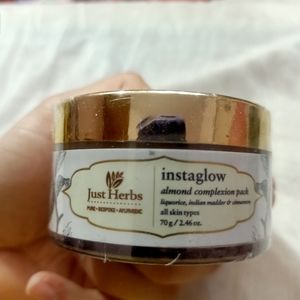 Just Herbs
PURE • BESPOKE • AYURVEDIC
instaglow
almond complexion pack
liquorice, indian madder & cinnamon
all skin types
70 g / 2.46 oz.